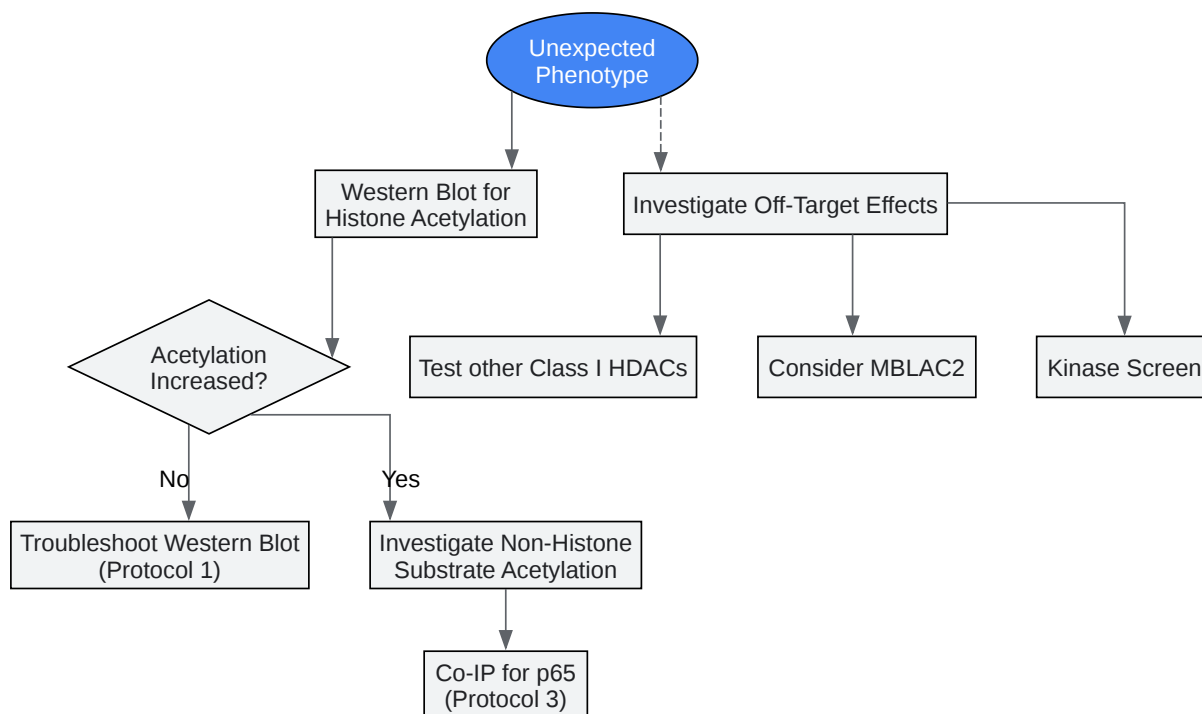 Unexpected
Phenotype
Western Blot for
Histone Acetylation
Investigate Off-Target Effects
Acetylation
Increased?
Test other Class I HDACs
Consider MBLAC2
Kinase Screen
No
Yes
Troubleshoot Western Blot
(Protocol 1)
Investigate Non-Histone
Substrate Acetylation
Co-IP for p65
(Protocol 3)